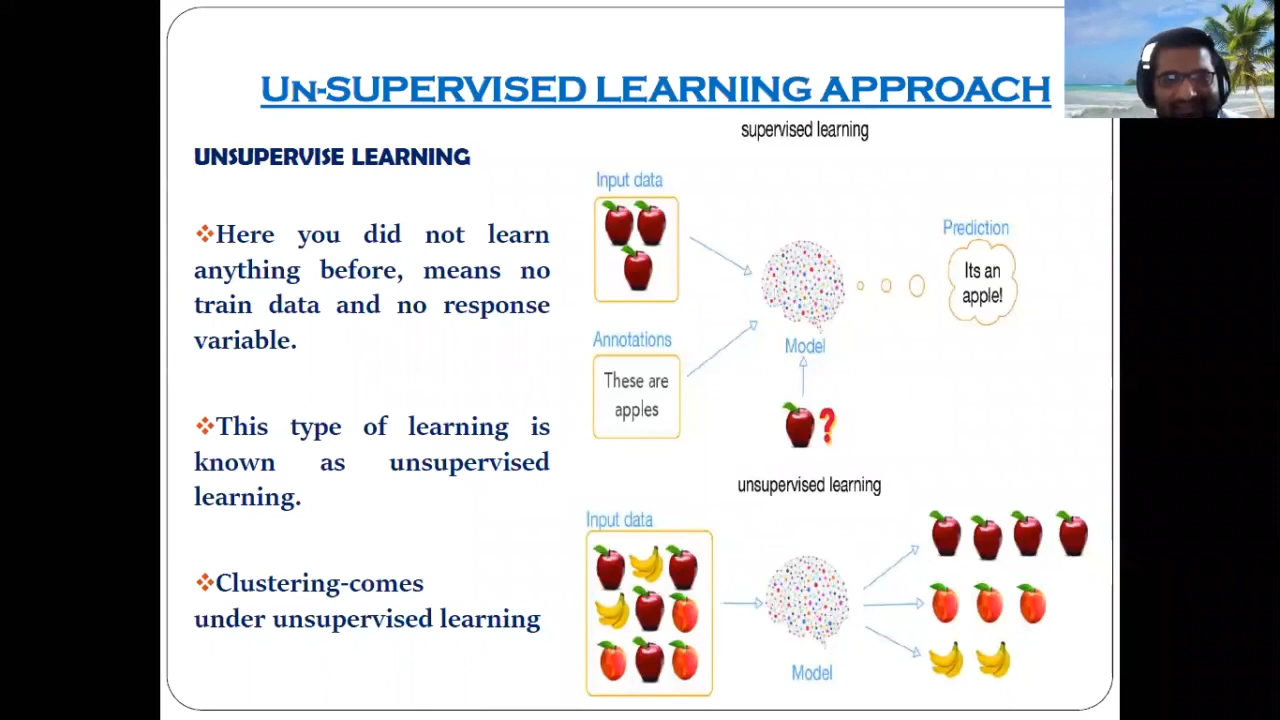 Un-SUPERVISED LEARNING APPROACH
UNSUPERVISE LEARNING
❖Here you did not learn
anything before, means no
train data and no response
variable.
❖This type of learning is
known as unsupervised
learning.
❖Clustering-comes
under unsupervised learning
supervised learning
Input data
Annotations
These are
apples
Model
?
Prediction
Its an
apple!
unsupervised learning
Input data
Model